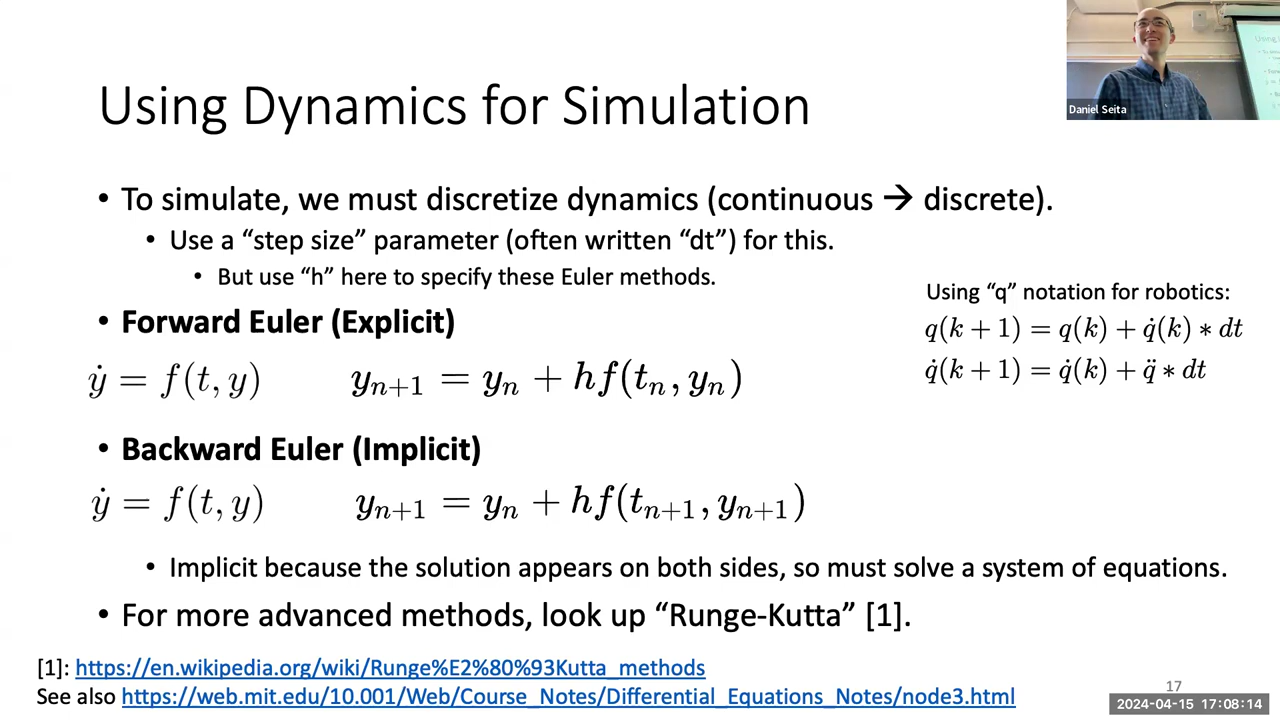 Using Dynamics for Simulation
Daniel Seita
• To simulate, we must discretize dynamics (continuous → discrete).
• Use a “step size” parameter (often written “dt”) for this.
• But use “h” here to specify these Euler methods.
Using “q” notation for robotics:
q(k + 1) = q(k) + q̇(k) ∗ dt
q̇(k + 1) = q̇(k) + q̈ ∗ dt
• Forward Euler (Explicit)
ẏ = f(t, y) yₙ₊₁ = yₙ + hf(tₙ, yₙ)
• Backward Euler (Implicit)
ẏ = f(t, y) yₙ₊₁ = yₙ + hf(tₙ₊₁, yₙ₊₁)
• Implicit because the solution appears on both sides, so must solve a system of equations.
• For more advanced methods, look up “Runge-Kutta” [1].
[1]: https://en.wikipedia.org/wiki/Runge%E2%80%93Kutta_methods
See also https://web.mit.edu/10.001/Web/Course_Notes/Differential_Equations_Notes/node3.html
17
2024-04-15 17:08:14